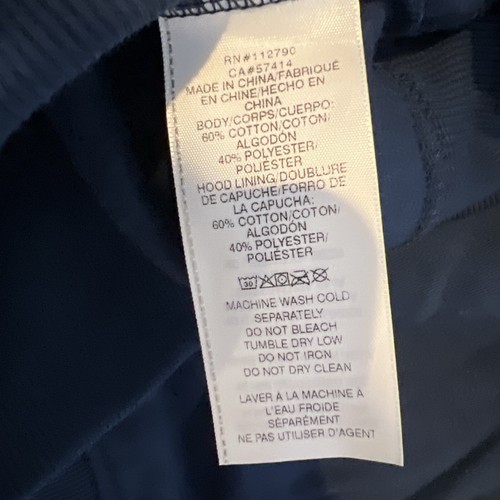 RN#112790
CA#57414
MADE IN CHINA/FABRIQUÉ
EN CHINE/HECHO EN
CHINA
BODY/CORPS/CUERPO:
60% COTTON/COTON/
ALGODÓN
40% POLYESTER/
POLIÉSTER
HOOD LINING/DOUBLURE
DE CAPUCHE/FORRO DE
LA CAPUCHA:
60% COTTON/COTON/
ALGODÓN
40% POLYESTER/
POLIÉSTER
30
MACHINE WASH COLD
SEPARATELY
DO NOT BLEACH
TUMBLE DRY LOW
DO NOT IRON
DO NOT DRY CLEAN
LAVER À LA MACHINE À
L'EAU FROIDE
SÉPARÉMENT
NE PAS UTILISER D'AGENT